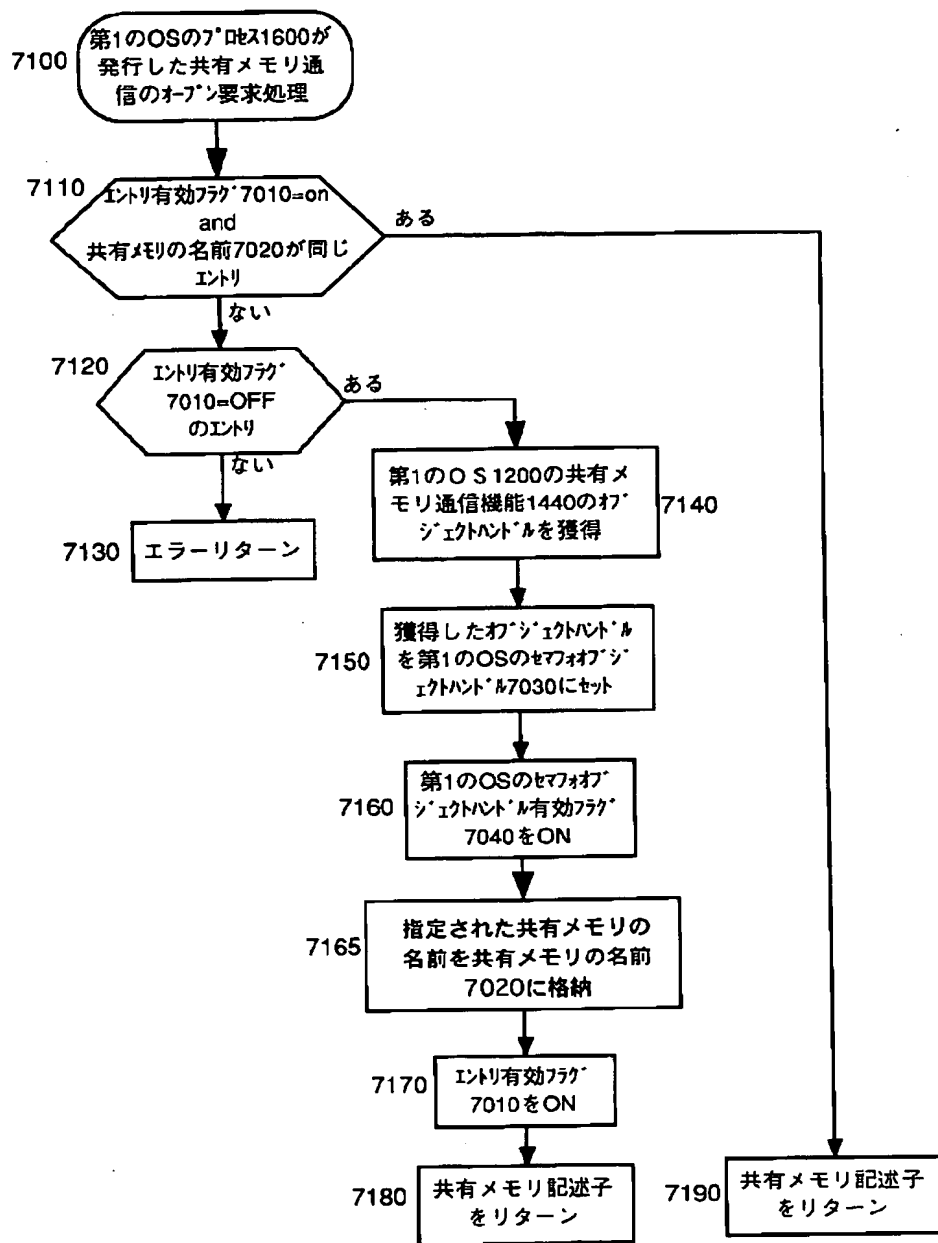 7100
第1のOSのプロセス1600が
発行した共有メモリ通
信のオープン要求処理
7110
エントリ有効フラグ7010=on
and
共有メモリの名前7020が同じ
エントリ
ある
ない
7120
エントリ有効フラグ
7010=OFF
のエントリ
ある
ない
7130
エラーリターン
第1のOS1200の共有メ
モリ通信機能1440のオブ
ジェクトハンドルを獲得
7140
7150
獲得したオブジェクトハンドル
を第1のOSのセマフォオブジ
ェクトハンドル7030にセット
7160
第1のOSのセマフォオブ
ジェクトハンドル有効フラグ
7040をON
7165
指定された共有メモリの
名前を共有メモリの名前
7020に格納
7170
エントリ有効フラグ
7010をON
7180
共有メモリ記述子
をリターン
7190
共有メモリ記述子
をリターン